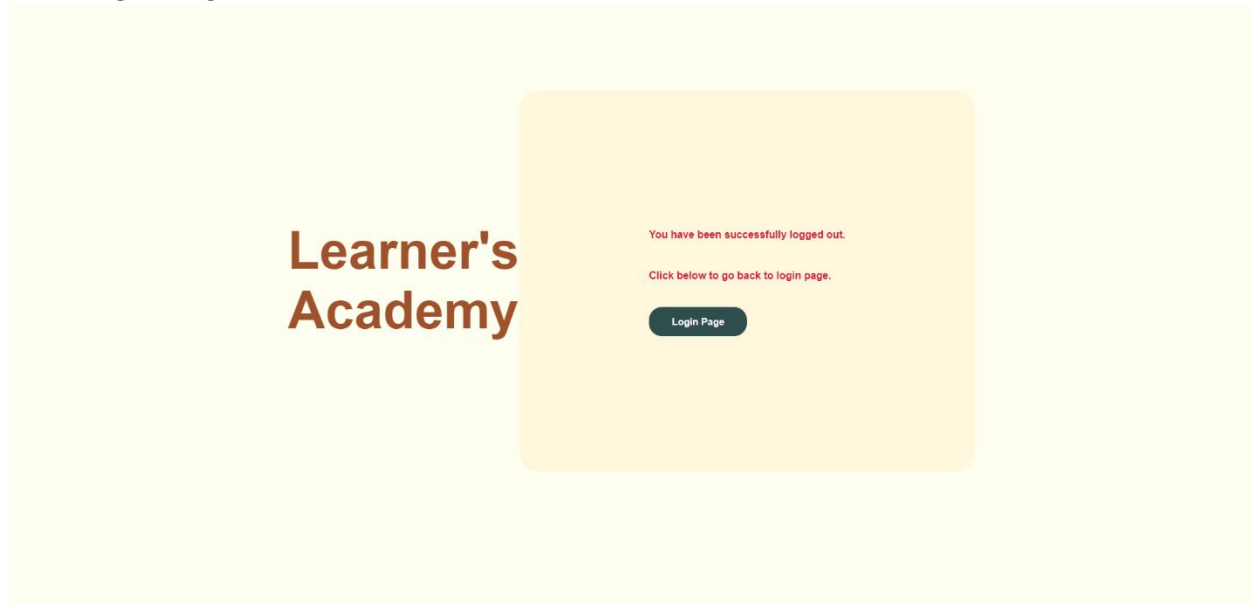 Learner's
Academy
You have been successfully logged out.
Click below to go back to login page.
Login Page